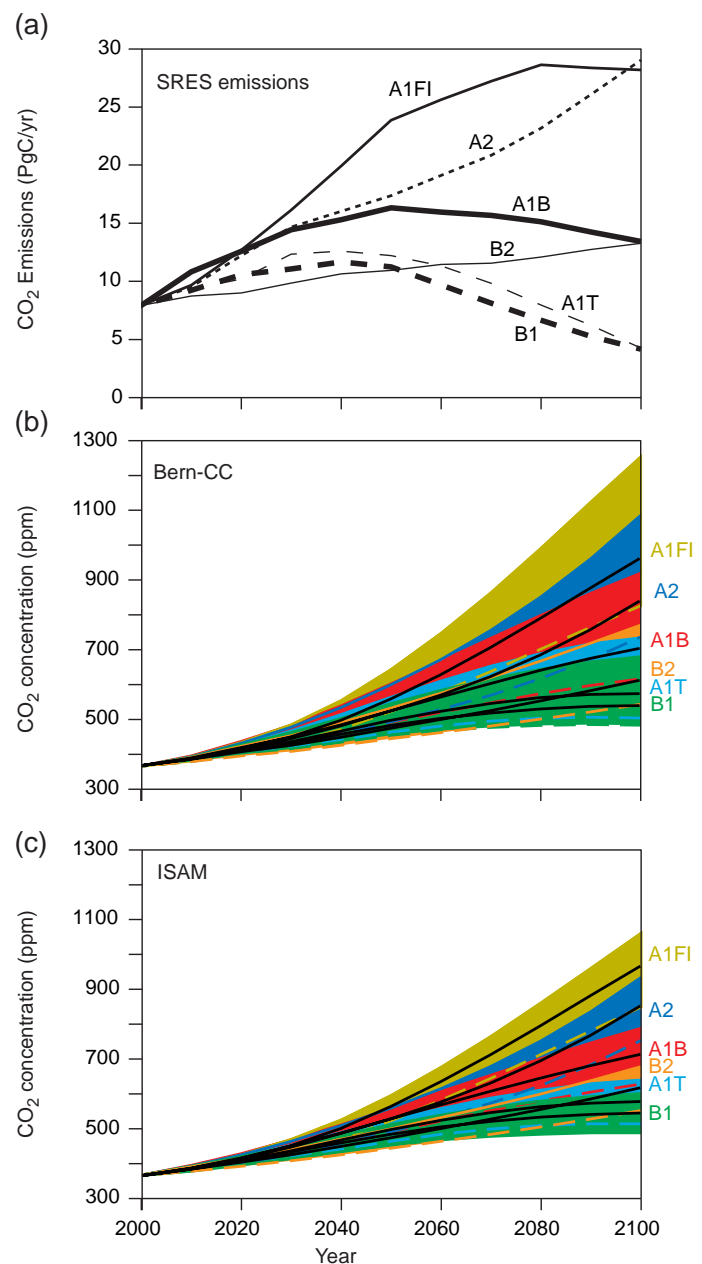 (a)
30
25
20
15
10
5
0
CO2 Emissions (PgC/yr)
SRES emissions
A1FI
A2
A1B
B2
A1T
B1
(b)
1300
1100
900
700
500
300
CO2 concentration (ppm)
Bern-CC
A1FI
A2
A1B
B2
A1T
B1
(c)
1300
1100
900
700
500
300
CO2 concentration (ppm)
ISAM
A1FI
A2
A1B
B2
A1T
B1
2000 2020 2040 2060 2080 2100
Year